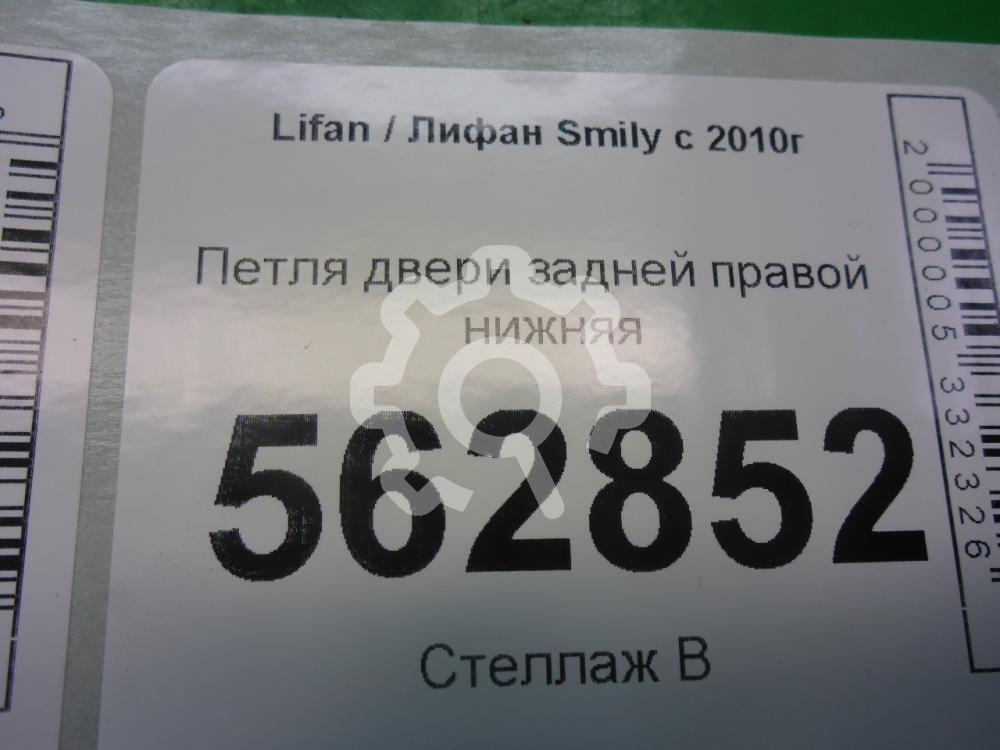 Lifan / Лифан Smily с 2010г
Петля двери задней правой
нижняя
562852
Стеллаж В
2000005332326